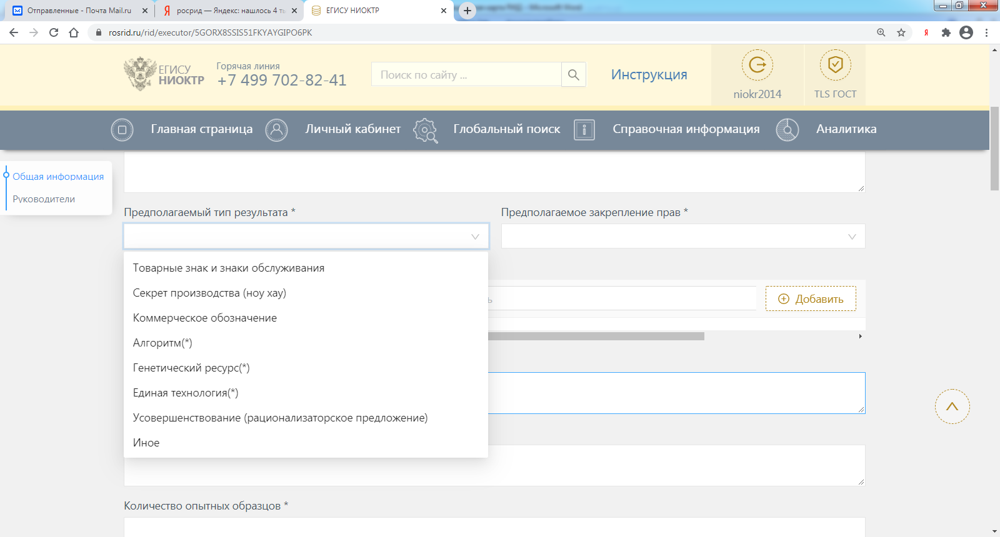 Отправленные - Почта Mail.ru
росрид — Яндекс: нашлось 4 ть
ЕГИСУ НИОКТР
rosrid.ru/rid/executor/5GORX8SSIS51FKYAYGIPO6PK
ЕГИСУ
НИОКТР
Горячая линия
+7 499 702-82-41
Поиск по сайту ...
Инструкция
niokr2014
TLS ГОСТ
Главная страница
Личный кабинет
Глобальный поиск
Справочная информация
Аналитика
Общая информация
Руководители
Предполагаемый тип результата *
Предполагаемое закрепление прав *
Товарные знак и знаки обслуживания
Секрет производства (ноу хау)
ь
Добавить
Коммерческое обозначение
Алгоритм(*)
Генетический ресурс(*)
Единая технология(*)
Усовершенствование (рационализаторское предложение)
Иное
Количество опытных образцов *